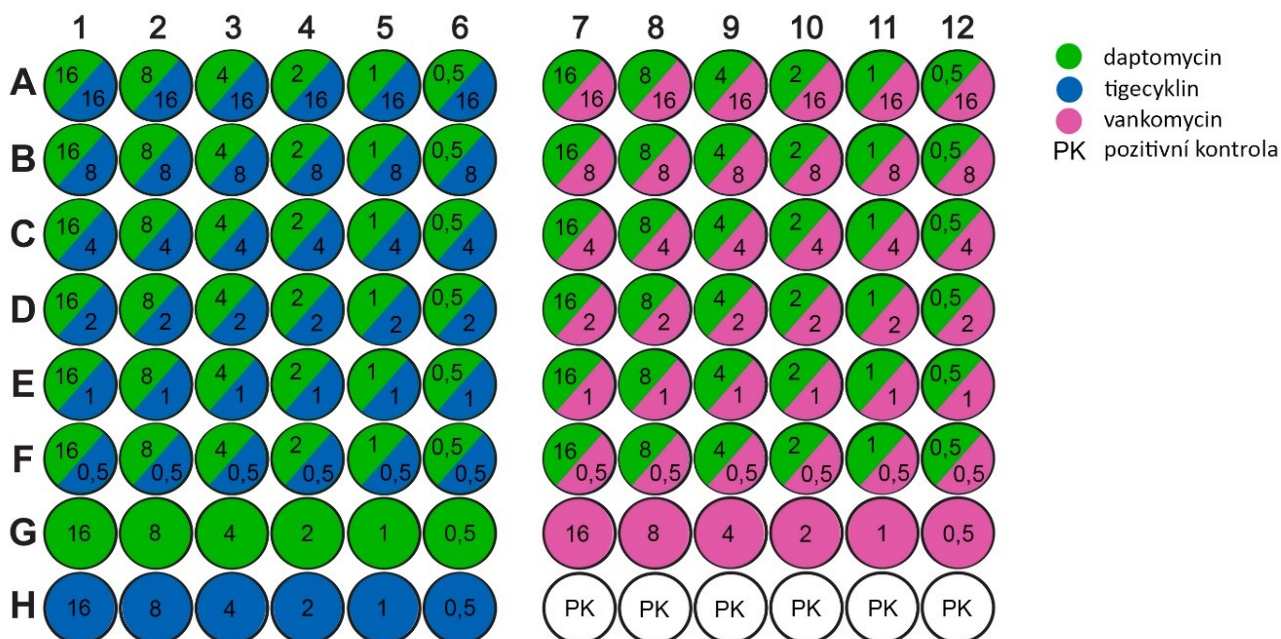 1 2 3 4 5 6 7 8 9 10 11 12
A 16 16 8 16 4 16 2 16 1 16 0,5 16 16 16 8 16 4 16 2 16 1 16 0,5 16
B 16 8 8 8 4 8 2 8 1 8 0,5 8 16 8 8 8 4 8 2 8 1 8 0,5 8
C 16 4 8 4 4 4 2 4 1 4 0,5 4 16 4 8 4 4 4 2 4 1 4 0,5 4
D 16 2 8 2 4 2 2 2 1 2 0,5 2 16 2 8 2 4 2 2 2 1 2 0,5 2
E 16 1 8 1 4 1 2 1 1 1 0,5 1 16 1 8 1 4 1 2 1 1 1 0,5 1
F 16 0,5 8 0,5 4 0,5 2 0,5 1 0,5 0,5 0,5 16 0,5 8 0,5 4 0,5 2 0,5 1 0,5 0,5 0,5
G 16 8 4 2 1 0,5 16 8 4 2 1 0,5
H 16 8 4 2 1 0,5 PK PK PK PK PK PK
daptomycin
tigecyklin
vankomycin
PK pozitivní kontrola